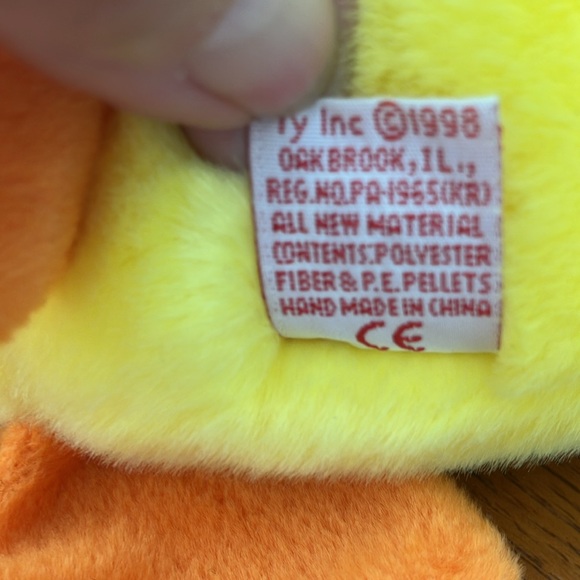 Ty Inc ©1998
OAKBROOK, IL.,
REG.NO.PA-1965(KR)
ALL NEW MATERIAL
CONTENTS:POLYESTER
FIBER & P.E. PELLETS
HAND MADE IN CHINA
CE